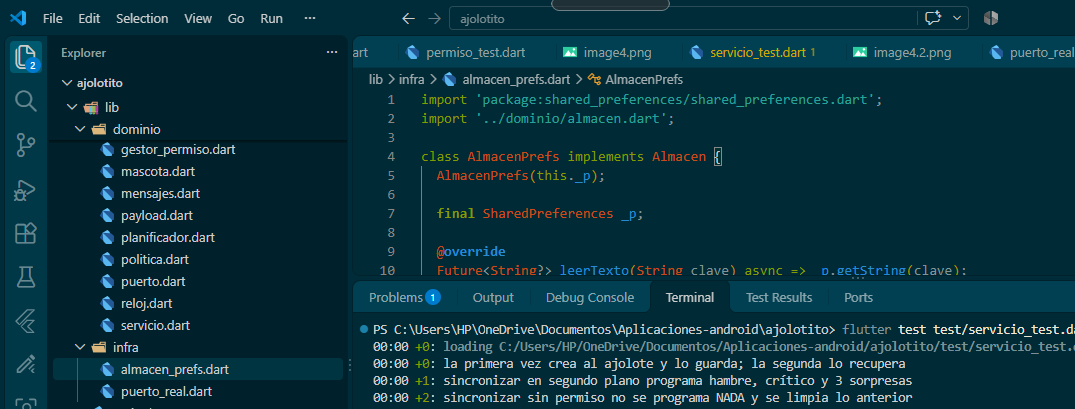 File Edit Selection View Go Run ···
ajolotito
Explorer ···
2
ajolotito
lib
dominio
gestor_permiso.dart
mascota.dart
mensajes.dart
payload.dart
planificador.dart
politica.dart
puerto.dart
reloj.dart
servicio.dart
infra
almacen_prefs.dart
puerto_real.dart
art permiso_test.dart image4.png servicio_test.dart 1 image4.2.png puerto_real
lib > infra > almacen_prefs.dart > AlmacenPrefs
1 import 'package:shared_preferences/shared_preferences.dart';
2 import '../dominio/almacen.dart';
3
4 class AlmacenPrefs implements Almacen {
5 AlmacenPrefs(this._p);
6
7 final SharedPreferences _p;
8
9 @override
10 Future<String?> leerTexto(String clave) async => _p.getString(clave);
Problems 1 Output Debug Console Terminal Test Results Ports
PS C:\Users\HP\OneDrive\Documentos\Aplicaciones-android\ajolotito> flutter test test/servicio_test.da
00:00 +0: loading C:/Users/HP/OneDrive/Documentos/Aplicaciones-android/ajolotito/test/servicio_test.
00:00 +0: la primera vez crea al ajolote y lo guarda; la segunda lo recupera
00:00 +1: sincronizar en segundo plano programa hambre, crítico y 3 sorpresas
00:00 +2: sincronizar sin permiso no se programa NADA y se limpia lo anterior